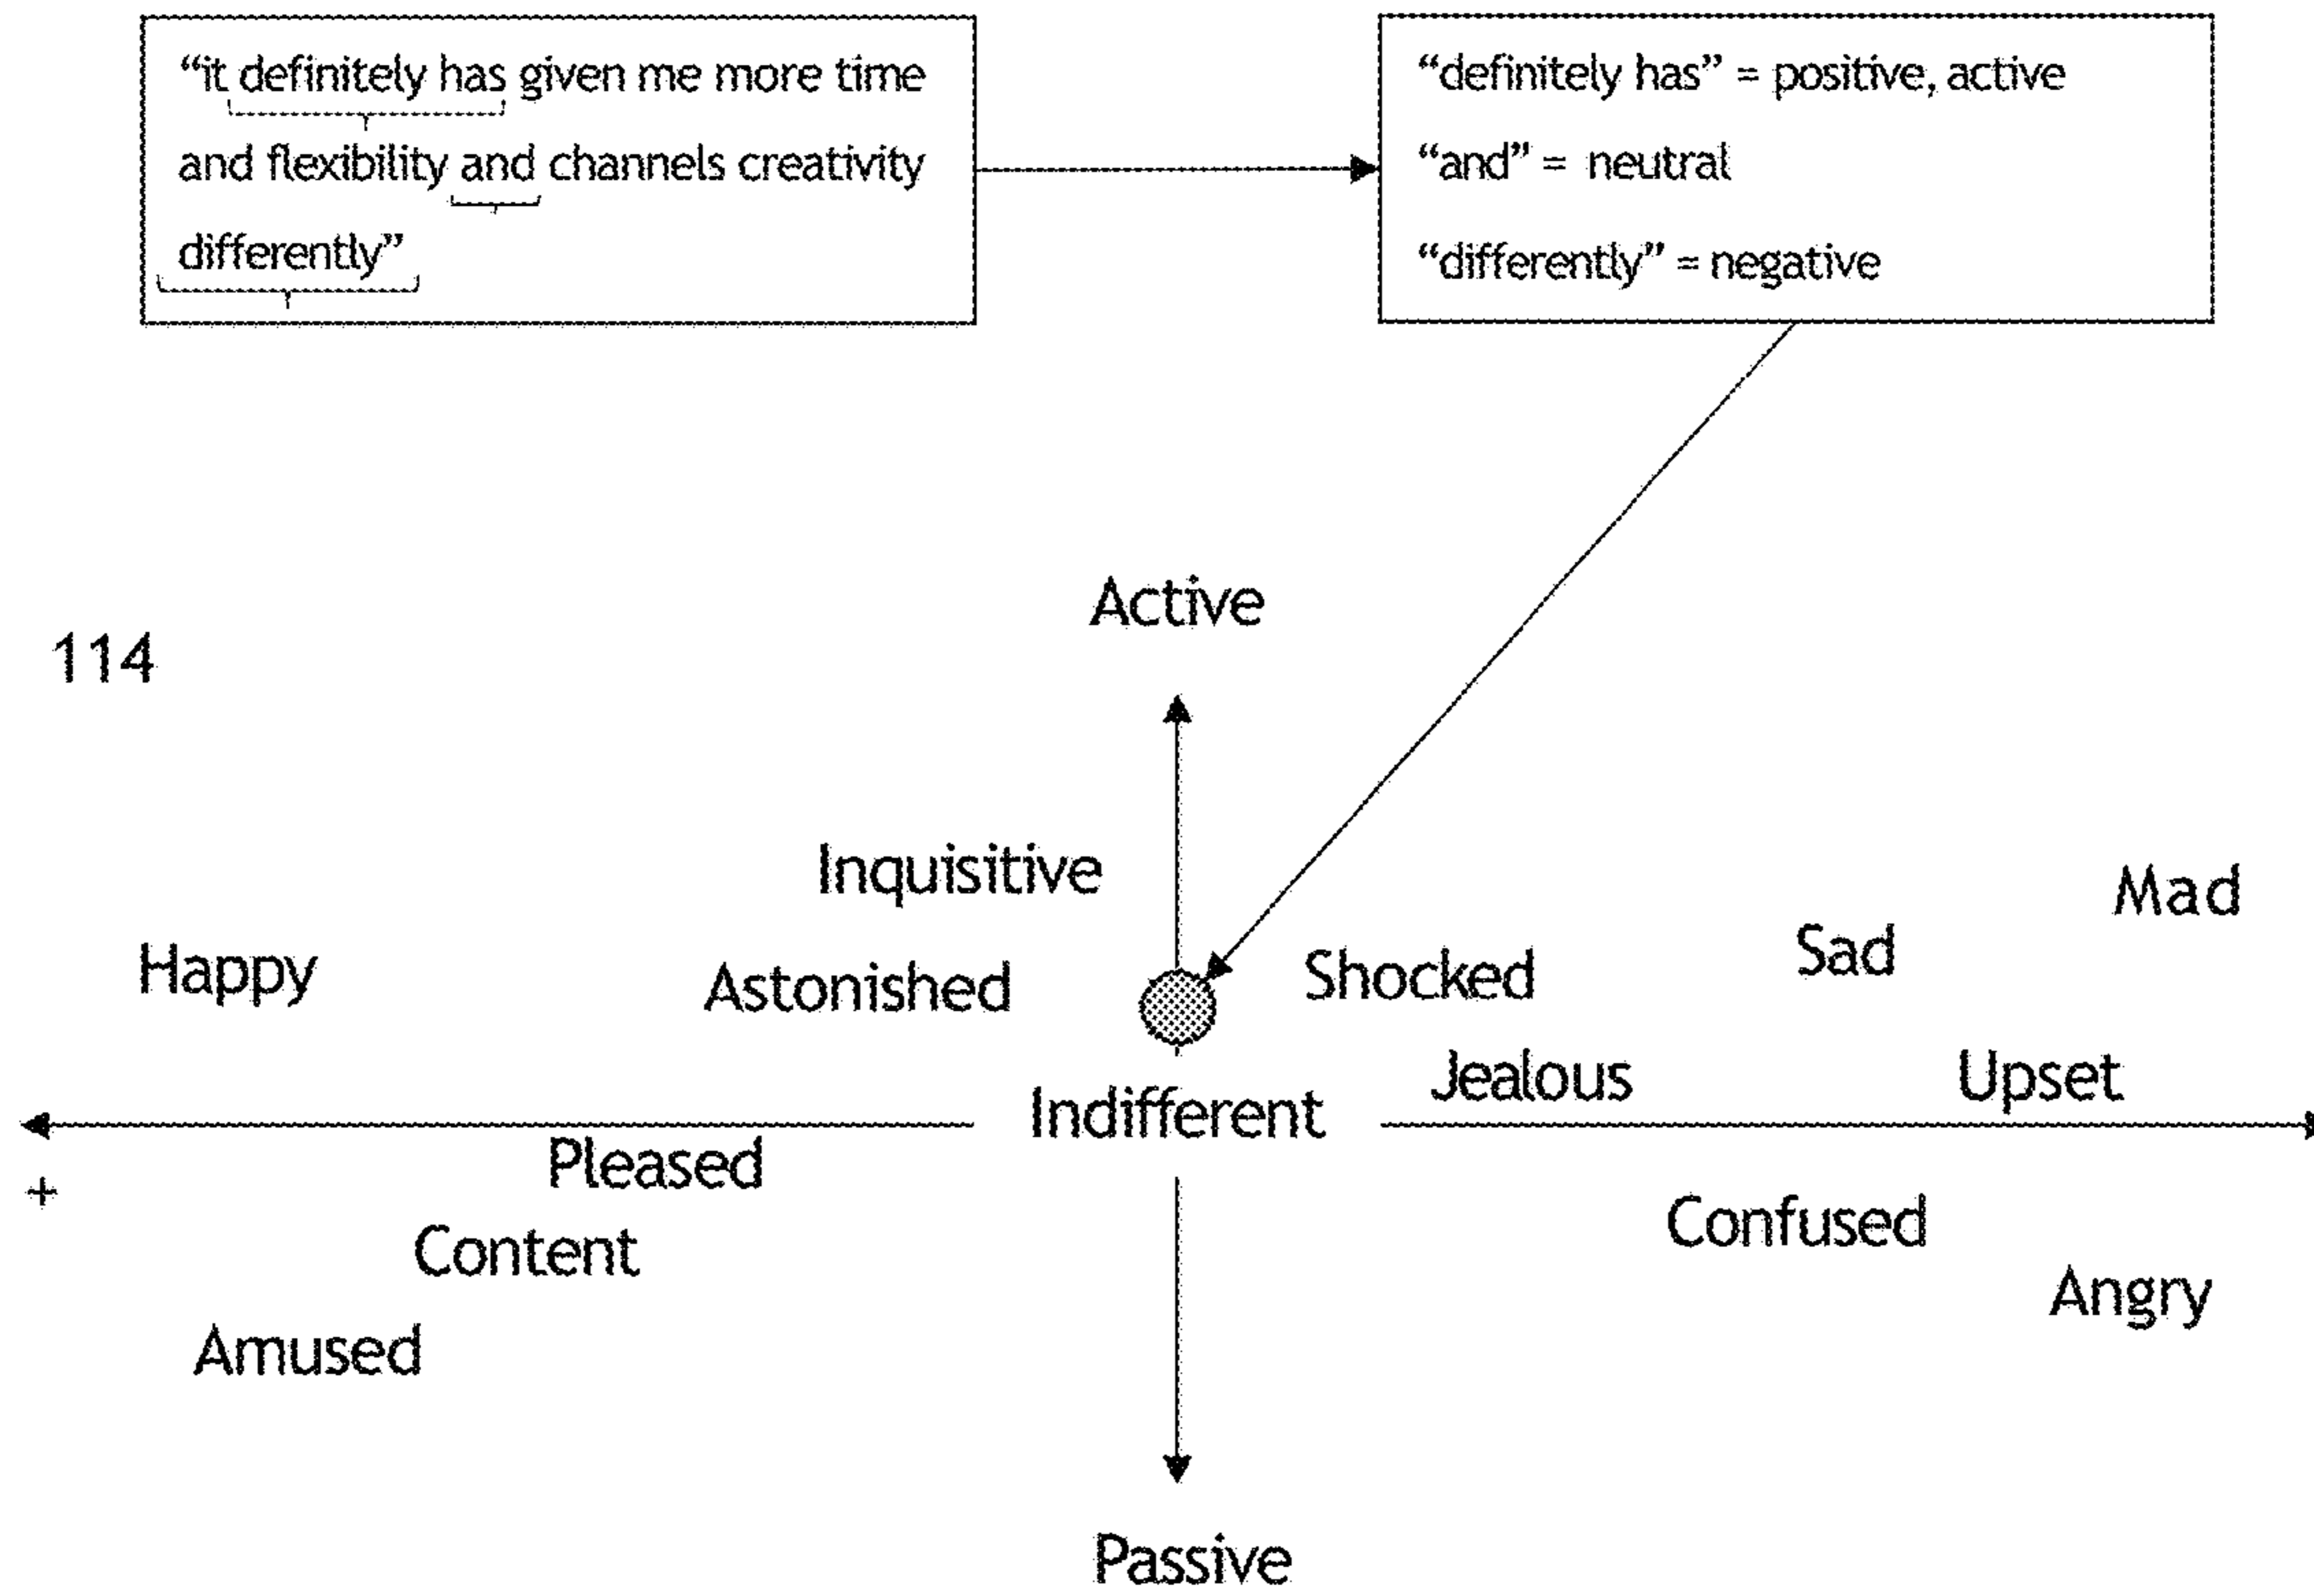 “it definitely has given me more time
and flexibility and channels creativity
differently”
“definitely has” = positive, active
“and” = neutral
“differently” = negative
114
Active
Inquisitive
Mad
Happy
Astonished
Shocked
Sad
Jealous
Upset
Indifferent
+
Pleased
Confused
Content
Angry
Amused
Passive